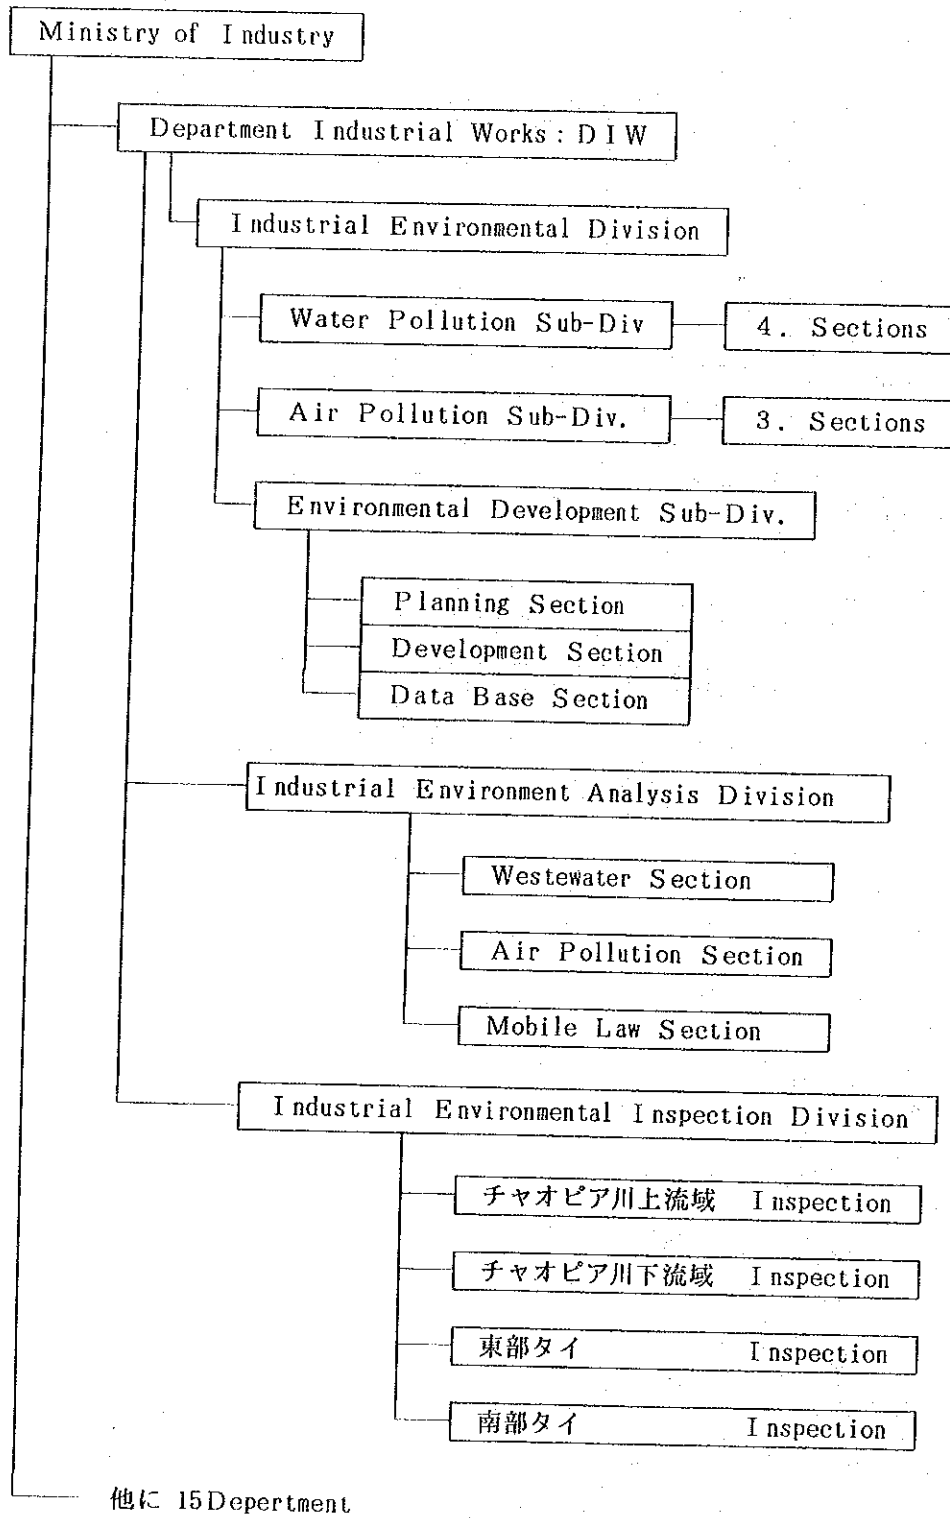 Ministry of Industry
Department Industrial Works : DIW
Industrial Environmental Division
Water Pollution Sub-Div
4. Sections
Air Pollution Sub-Div.
3. Sections
Environmental Development Sub-Div.
Planning Section
Development Section
Data Base Section
Industrial Environment Analysis Division
Westewater Section
Air Pollution Section
Mobile Law Section
Industrial Environmental Inspection Division
チャオピア川上流域 Inspection
チャオピア川下流域 Inspection
東部タイ Inspection
南部タイ Inspection
他に 15Depertment